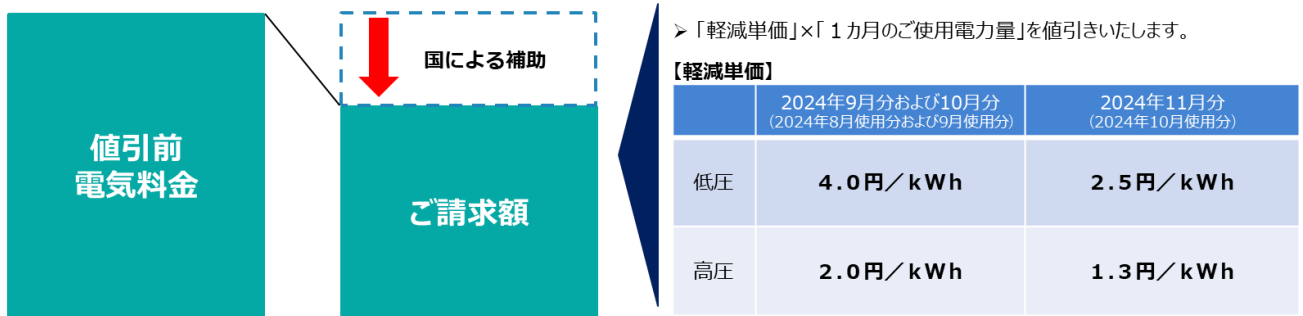 値引前
電気料金
国による補助
ご請求額
➢「軽減単価」×「１カ月のご使用電力量」を値引きいたします。
【軽減単価】
2024年9月分および10月分
（2024年8月使用分および9月使用分）
2024年11月分
（2024年10月使用分）
低圧
4.0円／kWh
2.5円／kWh
高圧
2.0円／kWh
1.3円／kWh